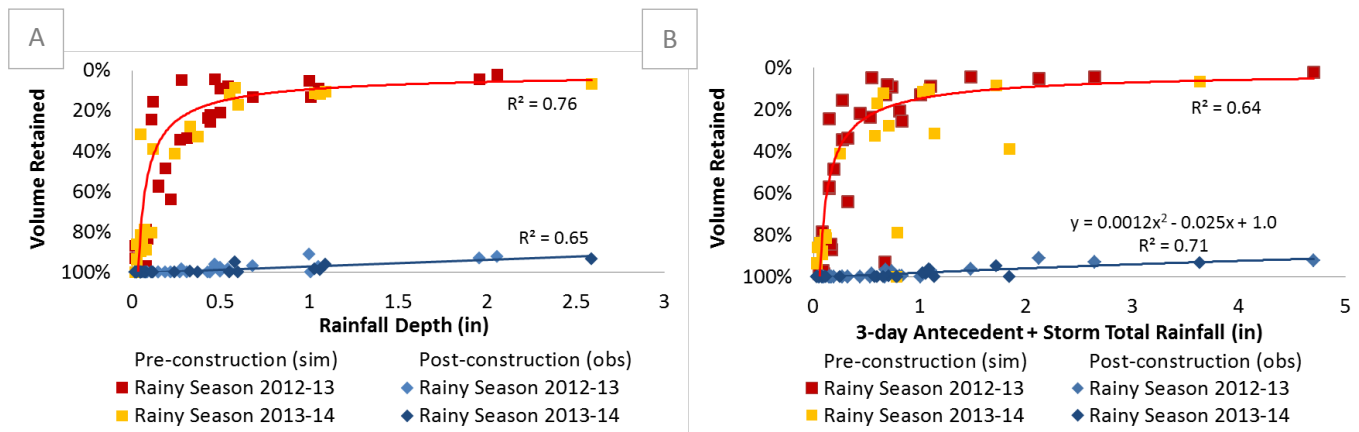 A
Volume Retained
0%
20%
40%
60%
80%
100%
R² = 0.76
R² = 0.65
0 0.5 1 1.5 2 2.5 3
Rainfall Depth (in)
Pre-construction (sim) Post-construction (obs)
Rainy Season 2012-13 Rainy Season 2012-13
Rainy Season 2013-14 Rainy Season 2013-14
B
Volume Retained
0%
20%
40%
60%
80%
100%
R² = 0.64
y = 0.0012x² - 0.025x + 1.0
R² = 0.71
0 1 2 3 4 5
3-day Antecedent + Storm Total Rainfall (in)
Pre-construction (sim) Post-construction (obs)
Rainy Season 2012-13 Rainy Season 2012-13
Rainy Season 2013-14 Rainy Season 2013-14